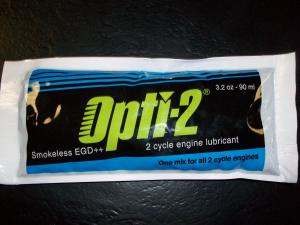 3.2 oz - 90 ml
Opti-2®
Smokeless EGD++ 2 cycle engine lubricant
One mix for all 2 cycle engines